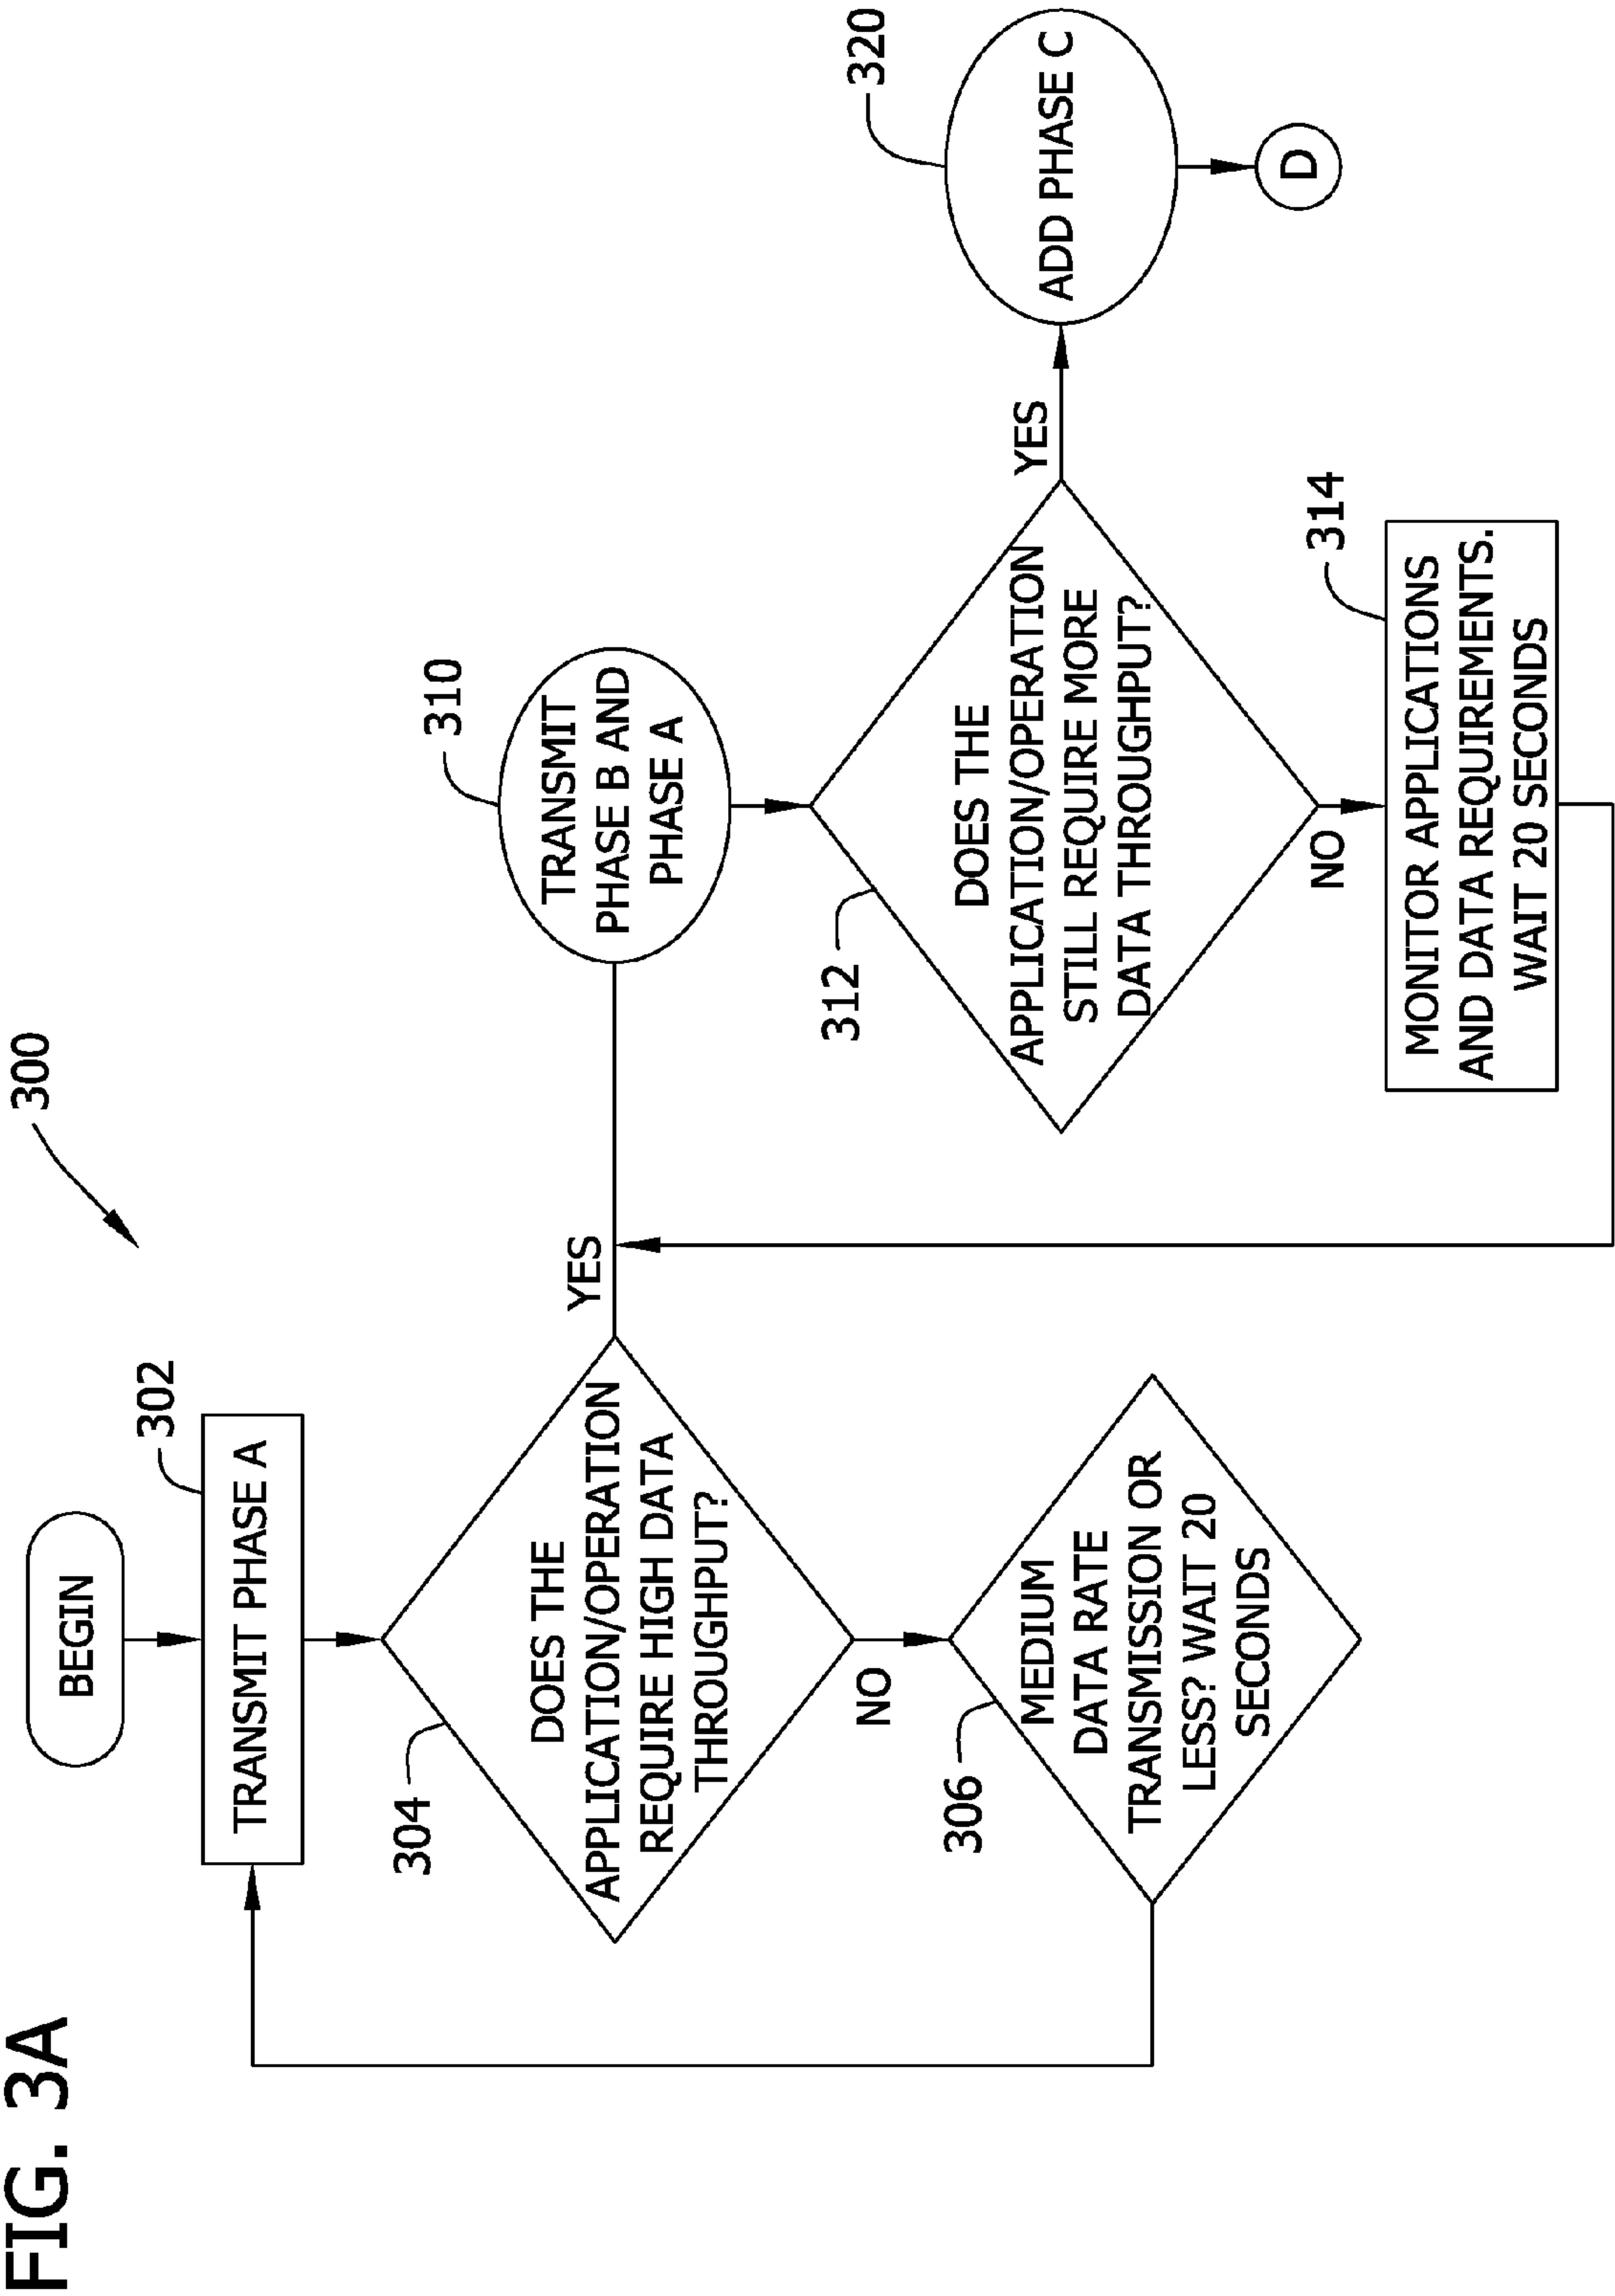 FIG. 3A
300
BEGIN
302
TRANSMIT PHASE A
304
DOES THE
APPLICATION/OPERATION
REQUIRE HIGH DATA
THROUGHPUT?
YES
NO
306
MEDIUM
DATA RATE
TRANSMISSION OR
LESS? WAIT 20
SECONDS
310
TRANSMIT
PHASE B AND
PHASE A
312
DOES THE
APPLICATION/OPERATION
STILL REQUIRE MORE
DATA THROUGHPUT?
YES
NO
314
MONITOR APPLICATIONS
AND DATA REQUIREMENTS.
WAIT 20 SECONDS
320
ADD PHASE C
D